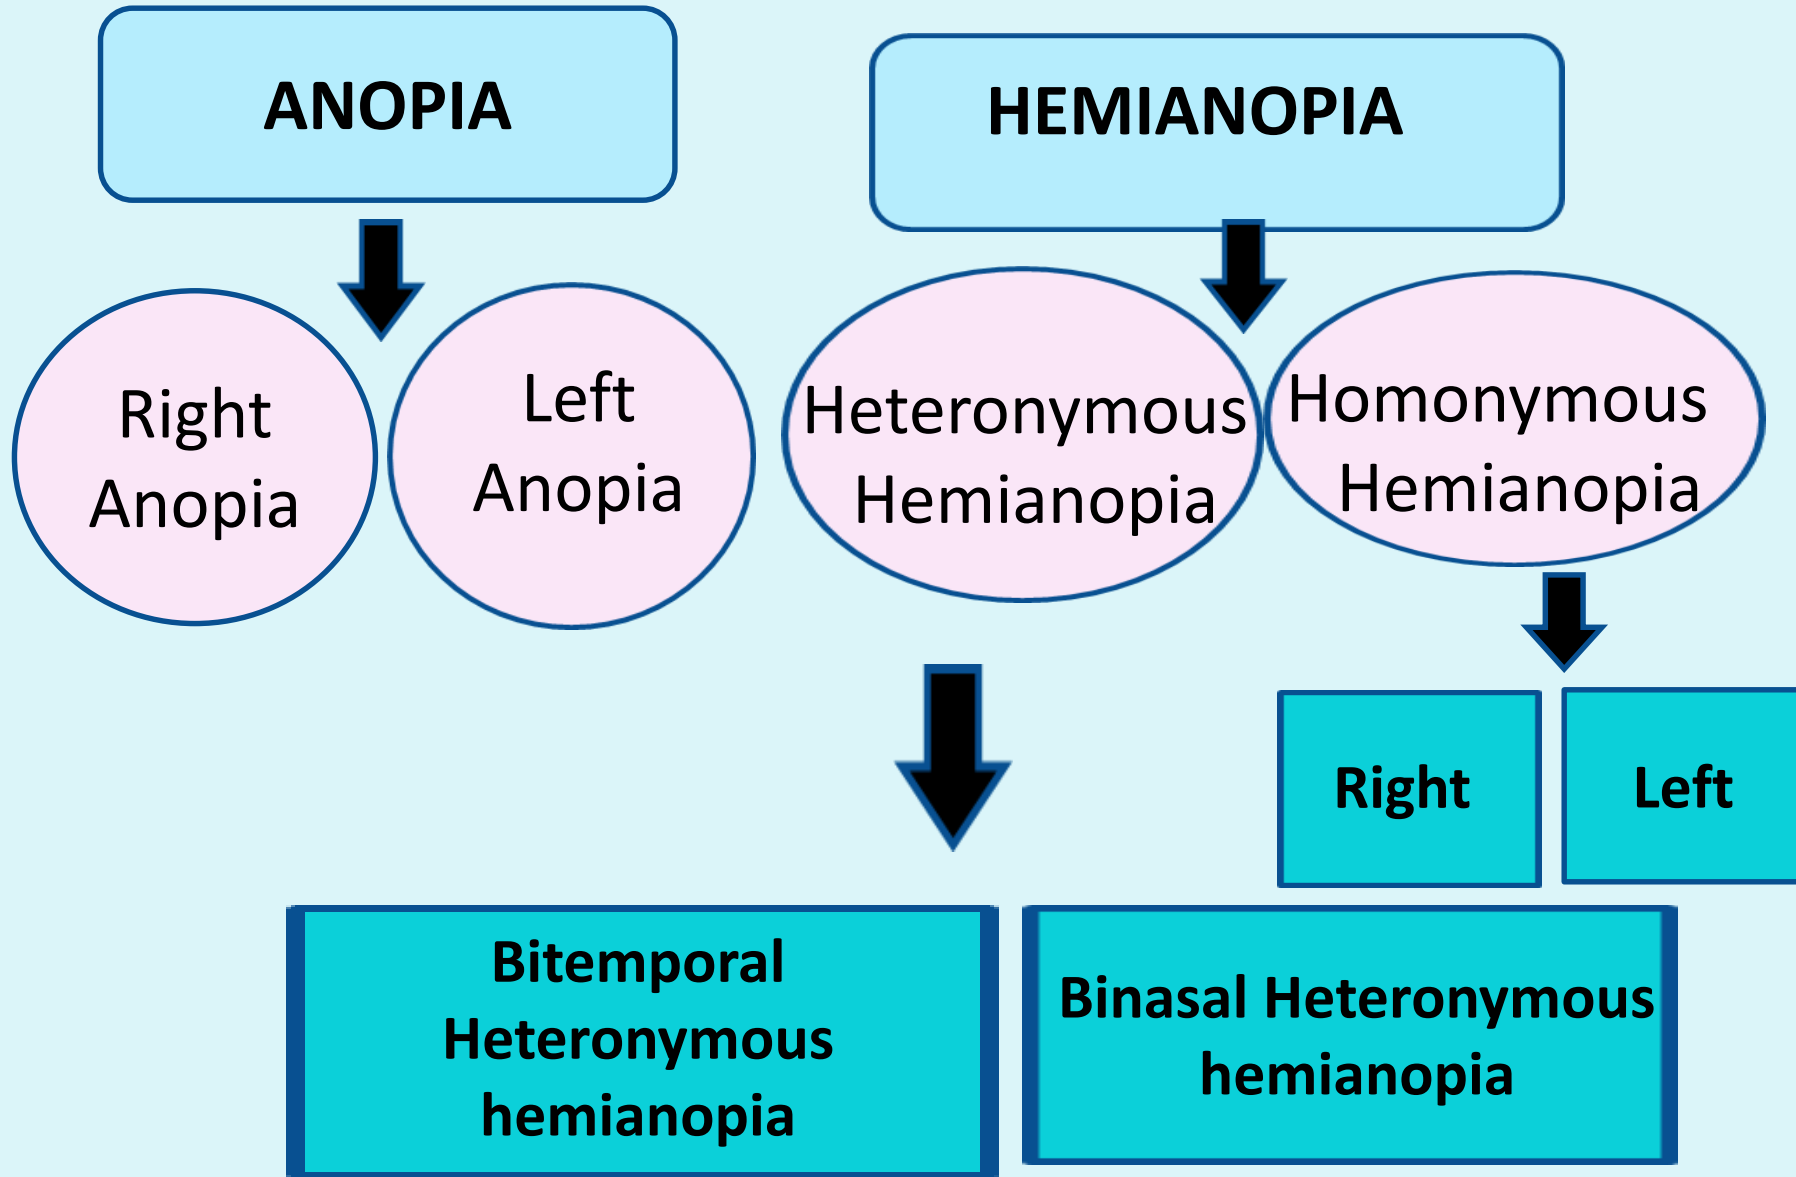 ANOPIA
HEMIANOPIA
Right
Anopia
Left
Anopia
Heteronymous
Hemianopia
Homonymous
Hemianopia
Right
Left
Bitemporal
Heteronymous
hemianopia
Binasal Heteronymous
hemianopia